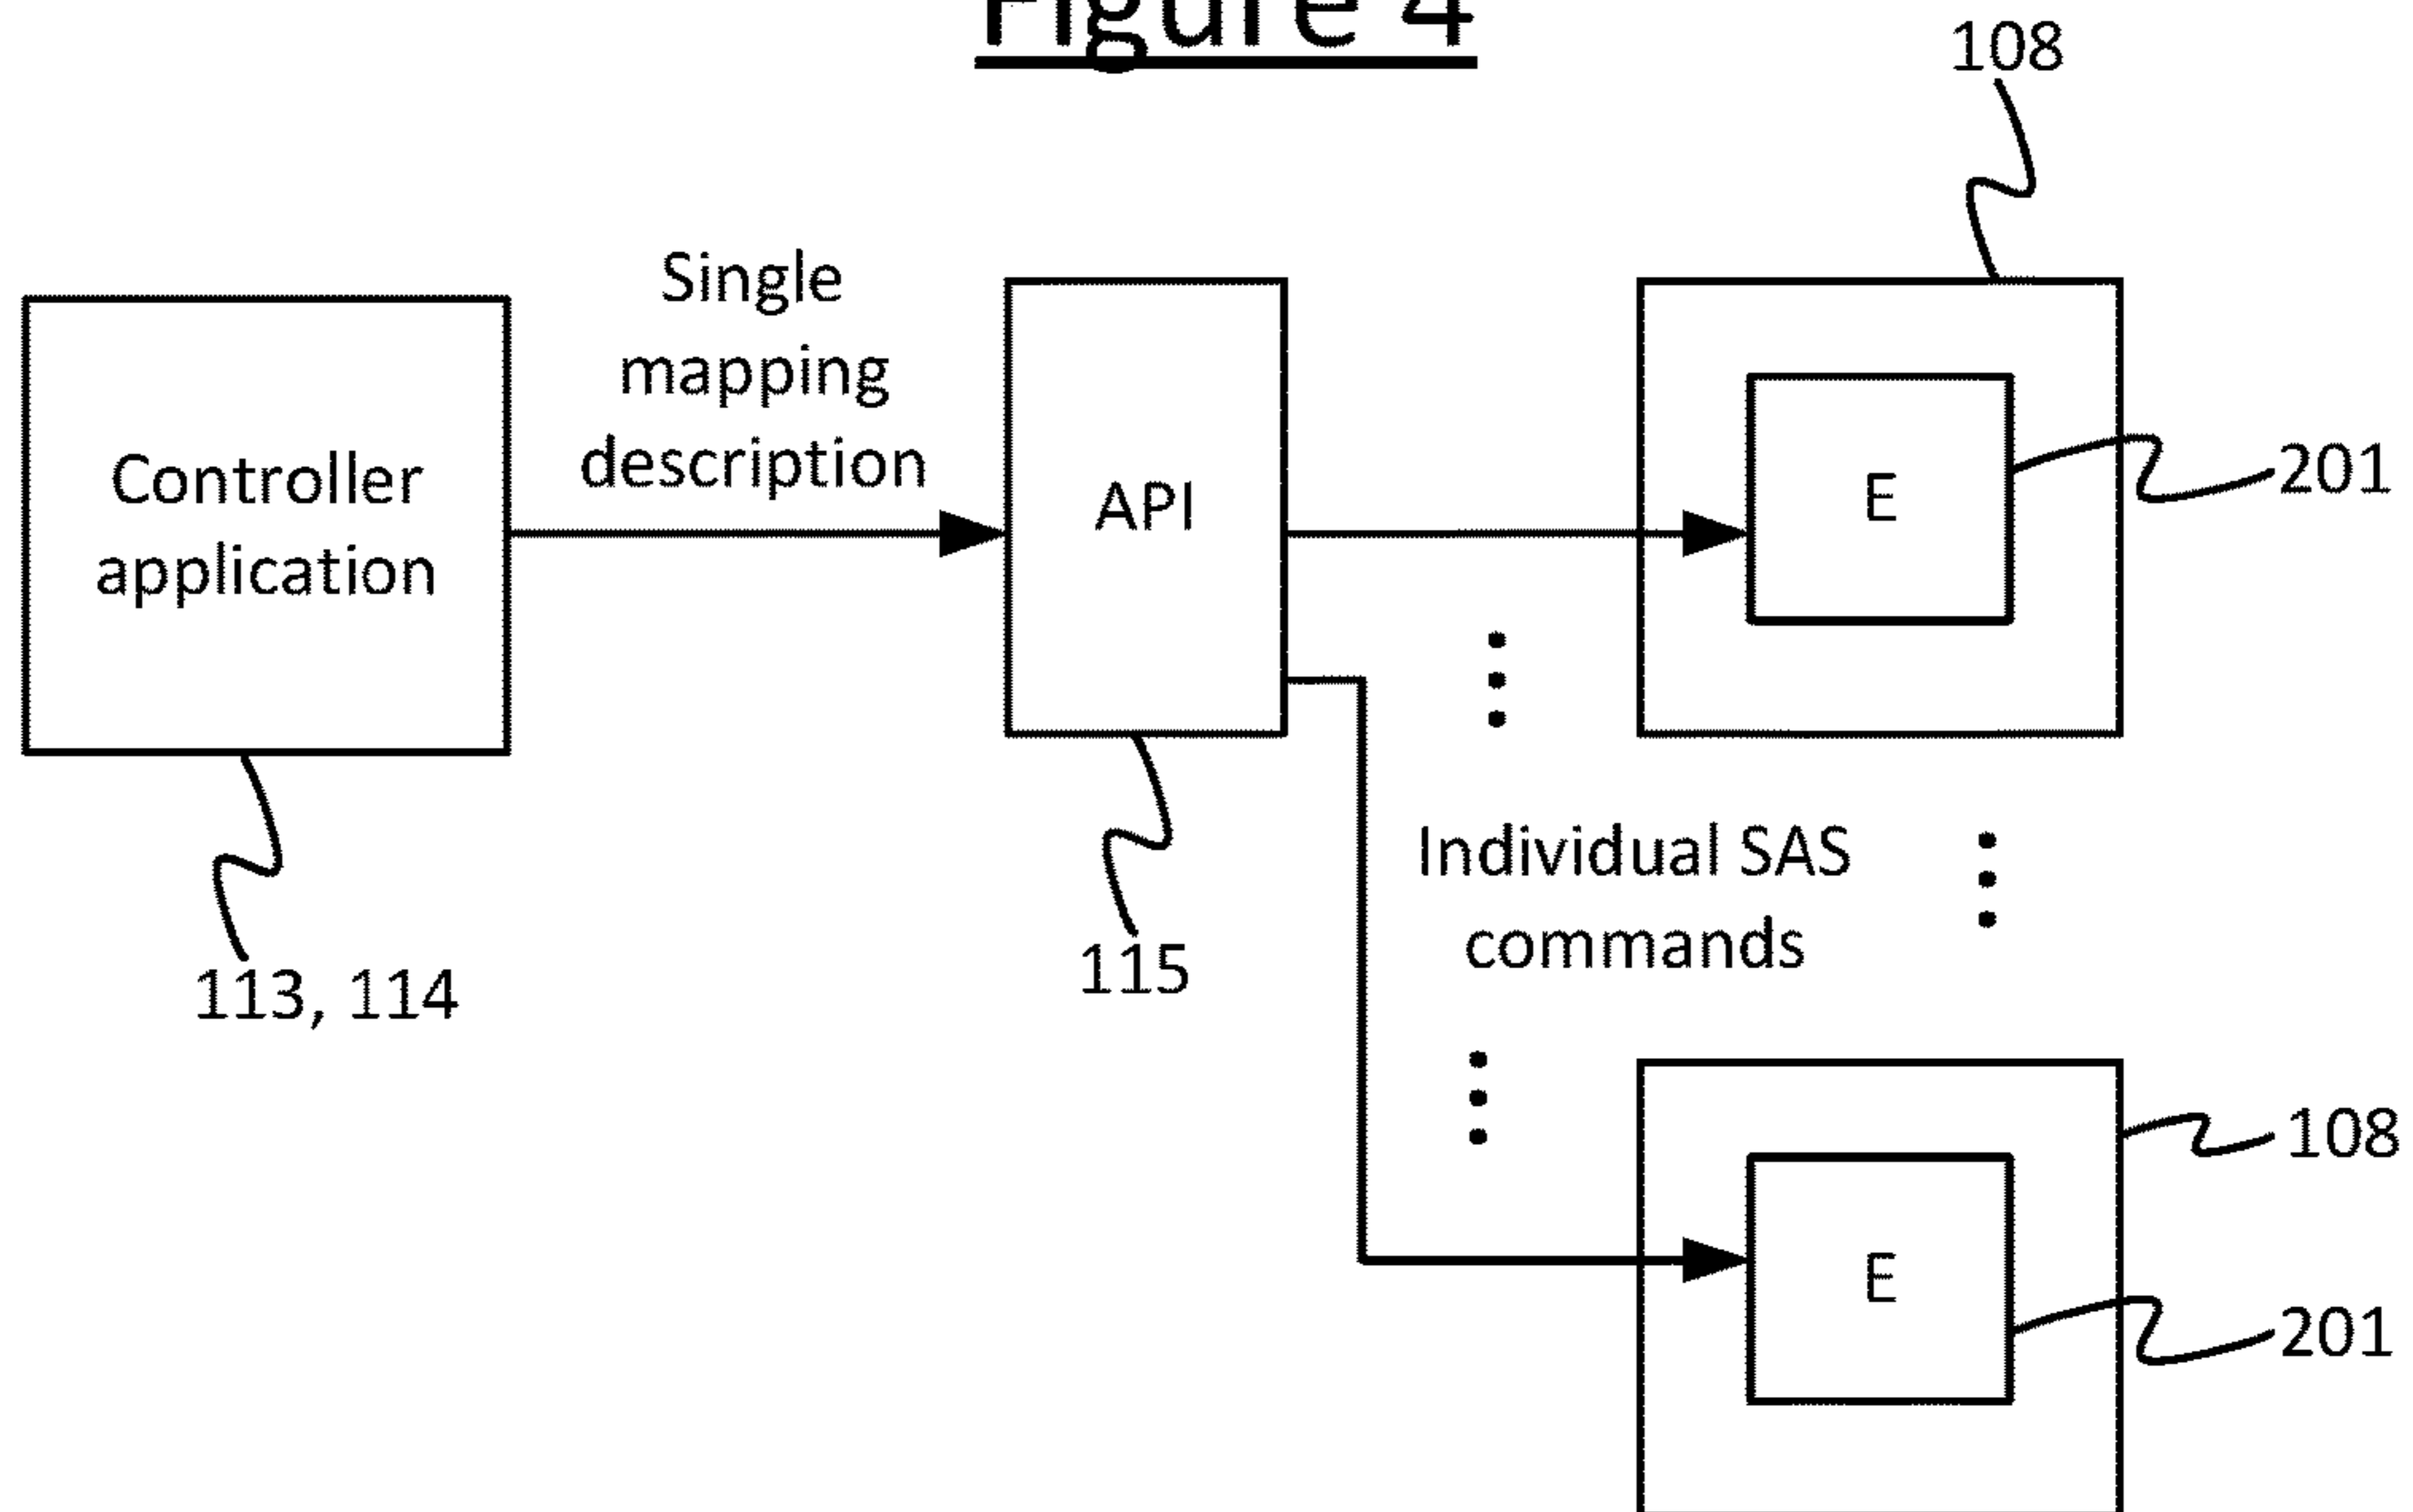 Figure 4
108
Single
mapping
description
Controller
application
API
E
201
Individual SAS
commands
115
113, 114
108
E
201